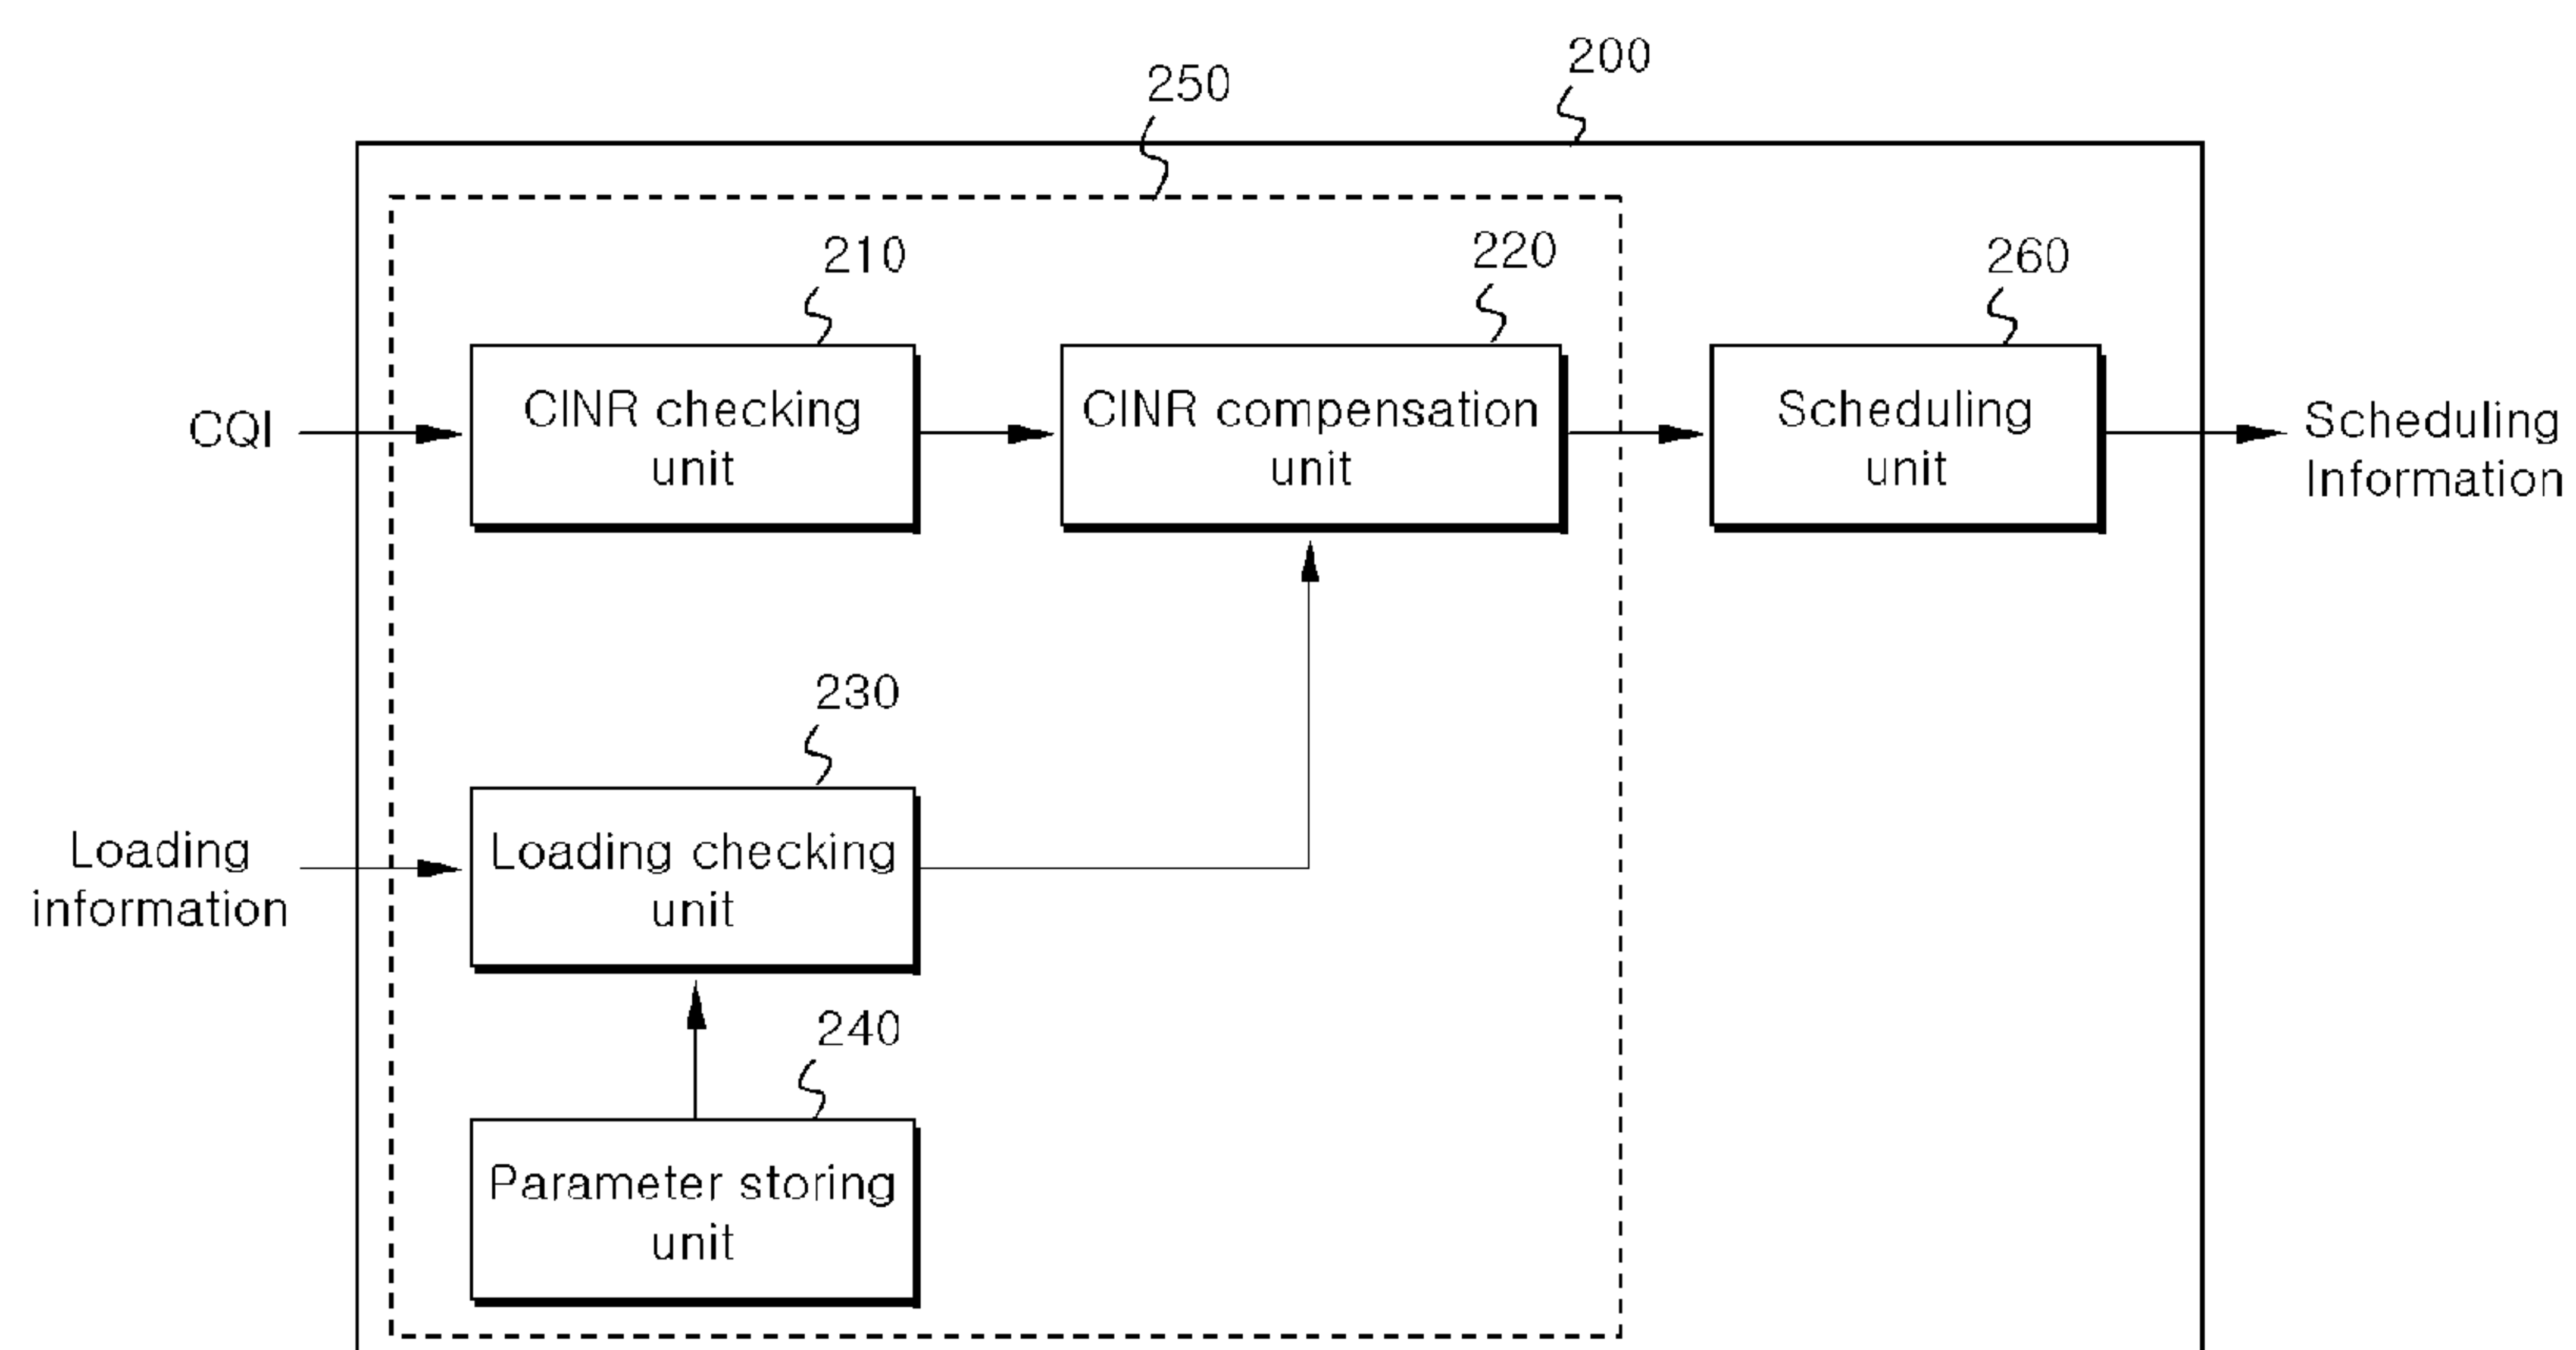 200
250
210
220
260
CQI
CINR checking
unit
CINR compensation
unit
Scheduling
unit
Scheduling
Information
230
Loading
information
Loading checking
unit
240
Parameter storing
unit